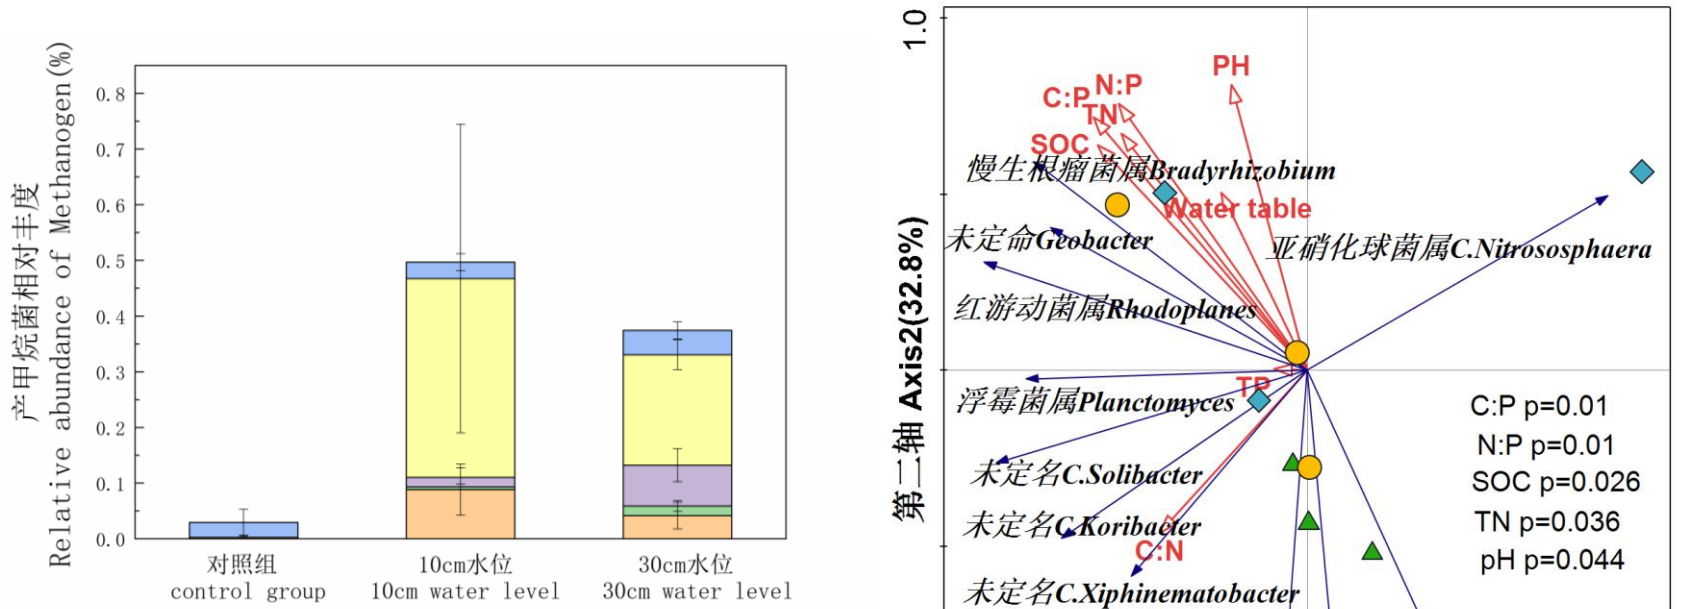 产甲烷菌相对丰度
Relative abundance of Methanogen(%)
0.8
0.7
0.6
0.5
0.4
0.3
0.2
0.1
0.0
对照组
control group
10cm水位
10cm water level
30cm水位
30cm water level
第二轴 Axis2(32.8%)
1.0
PH
N:P
C:P
TN
SOC
慢生根瘤菌属Bradyrhizobium
Water table
未定命Geobacter
亚硝化球菌属C.Nitrososphaera
红游动菌属Rhodoplanes
TP
浮霉菌属Planctomyces
未定名C.Solibacter
未定名C.Koribacter
C:N
未定名C.Xiphinematobacter
C:P p=0.01
N:P p=0.01
SOC p=0.026
TN p=0.036
pH p=0.044